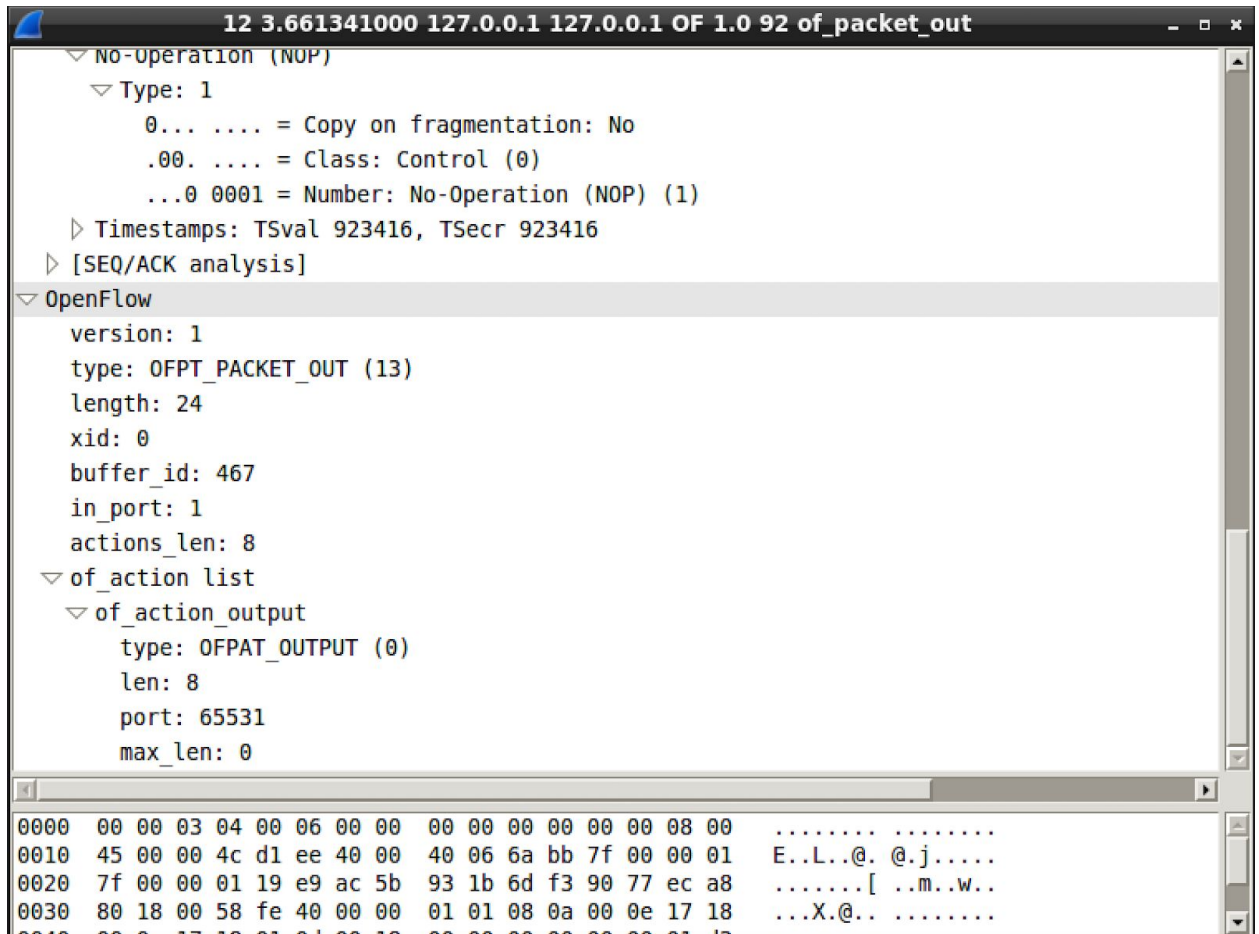 12 3.661341000 127.0.0.1 127.0.0.1 OF 1.0 92 of_packet_out
No-Operation (NOP)
Type: 1
0... .... = Copy on fragmentation: No
.00. .... = Class: Control (0)
...0 0001 = Number: No-Operation (NOP) (1)
Timestamps: TSval 923416, TSecr 923416
[SEQ/ACK analysis]
OpenFlow
version: 1
type: OFPT_PACKET_OUT (13)
length: 24
xid: 0
buffer_id: 467
in_port: 1
actions_len: 8
of_action list
of_action_output
type: OFPAT_OUTPUT (0)
len: 8
port: 65531
max_len: 0
0000 00 00 03 04 00 06 00 00 00 00 00 00 00 00 08 00 ........ ........
0010 45 00 00 4c d1 ee 40 00 40 06 6a bb 7f 00 00 01 E..L..@. @.j.....
0020 7f 00 00 01 19 e9 ac 5b 93 1b 6d f3 90 77 ec a8 .......[ ..m..w..
0030 80 18 00 58 fe 40 00 00 01 01 08 0a 00 0e 17 18 ...X.@.. ........